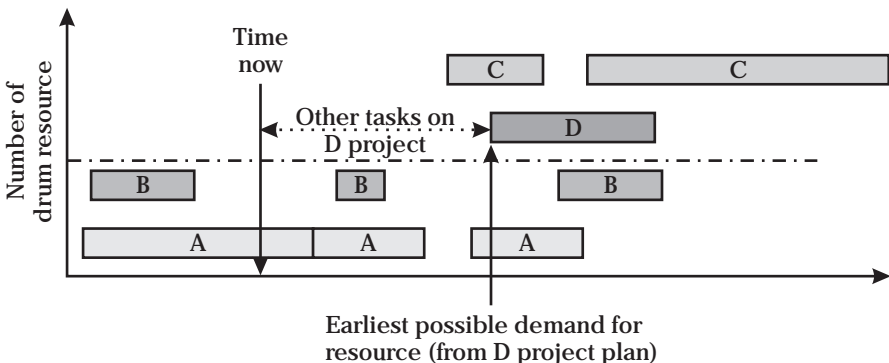 Number of
drum resource
Time
now
C
C
Other tasks on
D project
D
B
B
B
A
A
A
Earliest possible demand for
resource (from D project plan)